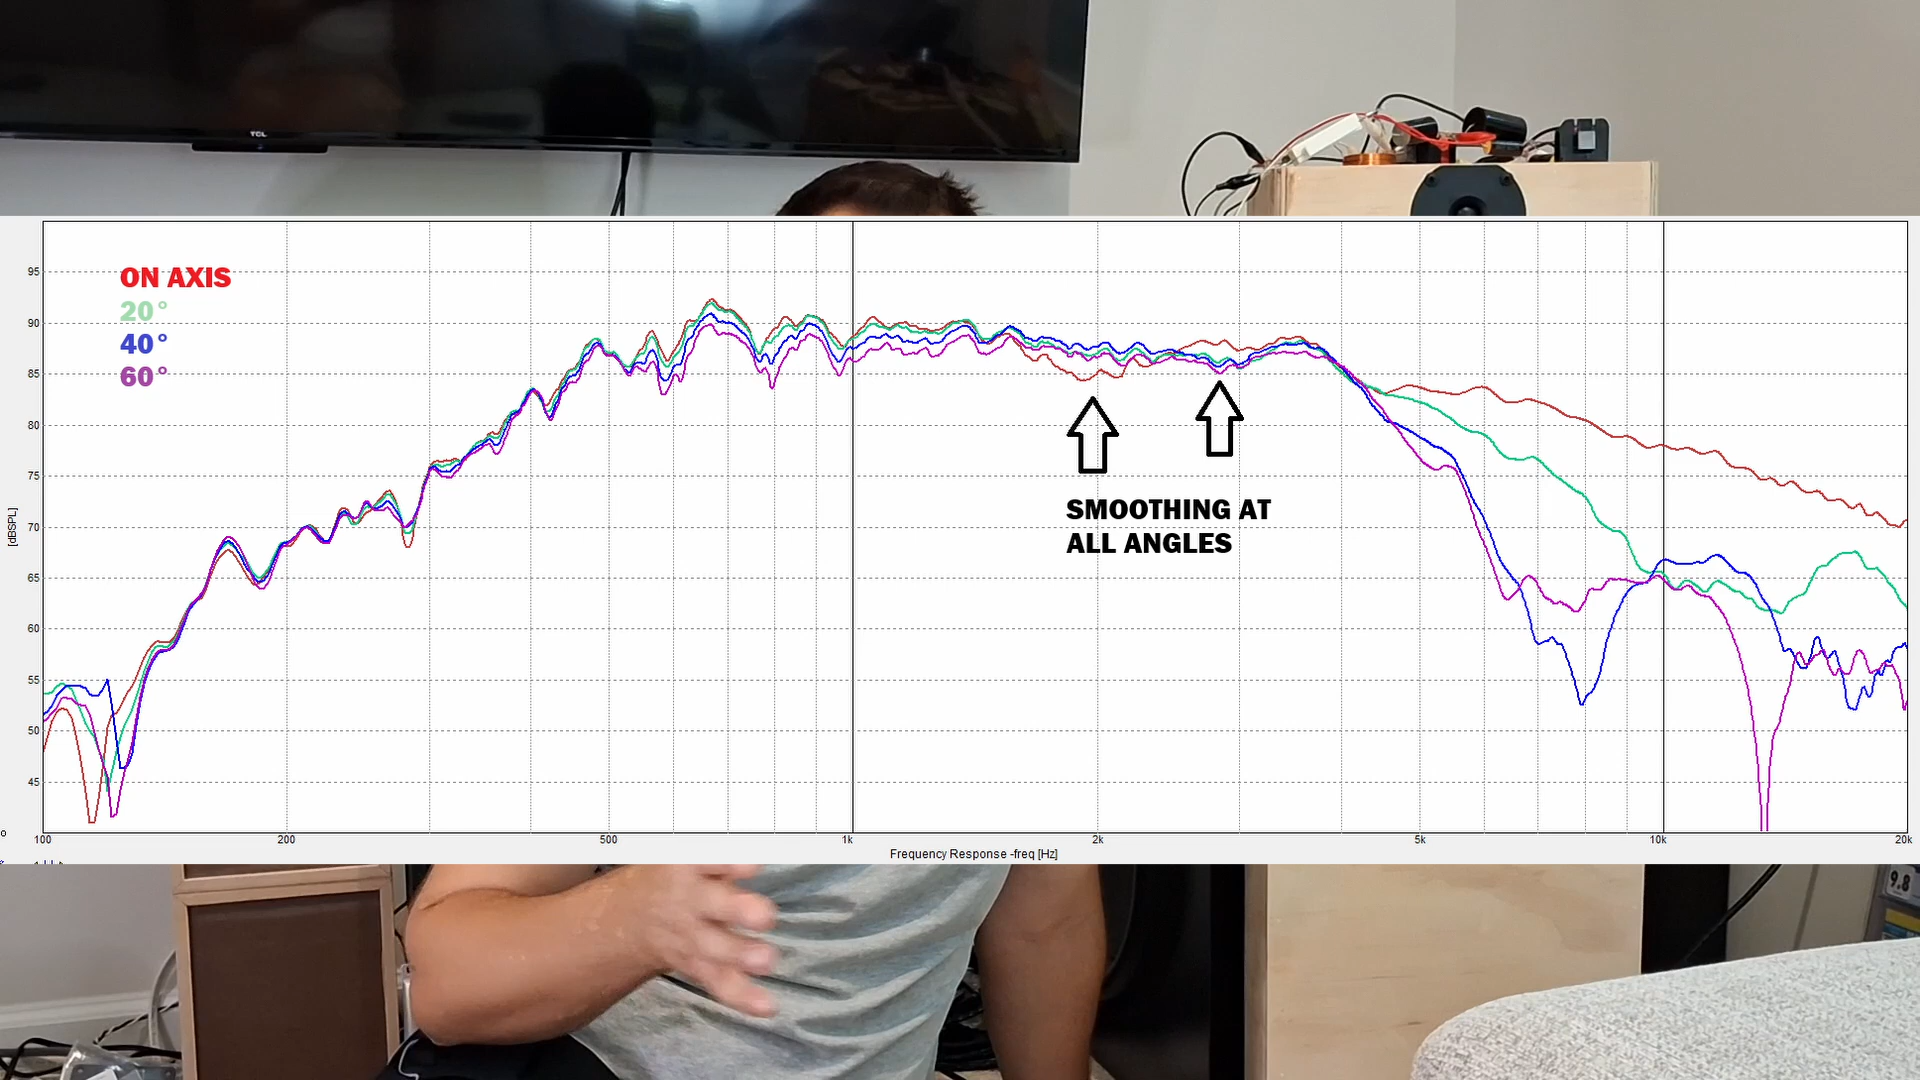 TCL
95
ON AXIS
20°
40°
60°
90
85
80
75
70
65
60
55
50
45
[dBSPL]
SMOOTHING AT
ALL ANGLES
100
200
500
1k
2k
5k
10k
20k
Frequency Response -freq [Hz]
9.8